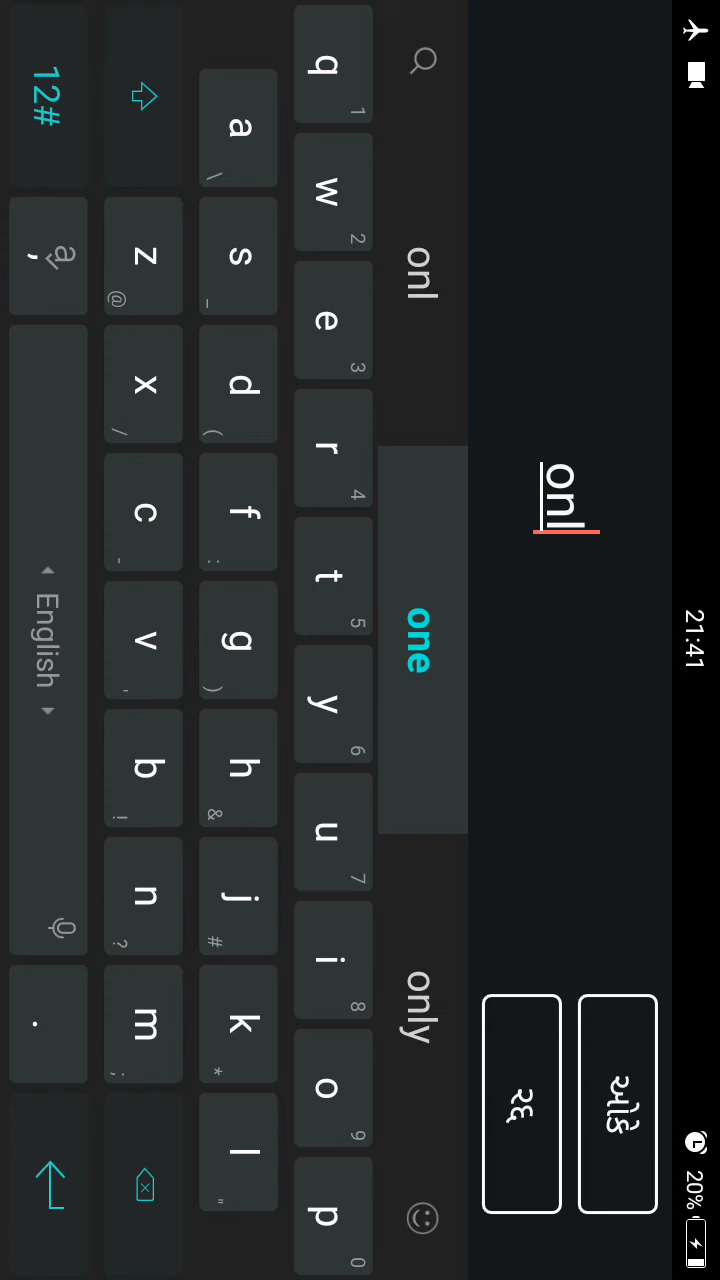 21:41
20%
onl
ઓકે
રદ
onl one only
q 1 w 2 e 3 r 4 t 5 y 6 u 7 i 8 o 9 p 0
a \ s _ d ( f : g ) h & j # k * l "
z @ x / c - v ' b ! n ? m ;
12# a , English .